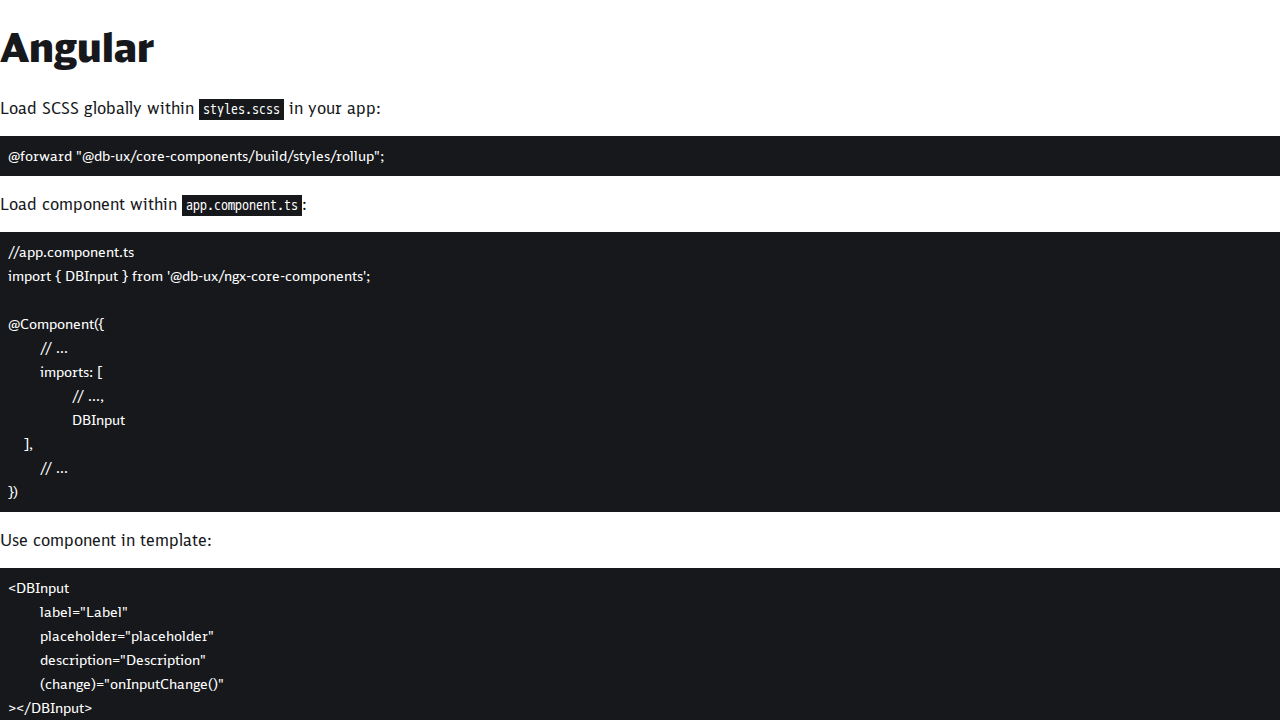 Angular
Load SCSS globally within styles.scss in your app:
@forward "@db-ux/core-components/build/styles/rollup";
Load component within app.component.ts:
//app.component.ts
import { DBInput } from '@db-ux/ngx-core-components';
@Component({
// ...
imports: [
// ...,
DBInput
],
// ...
})
Use component in template:
<DBInput
label="Label"
placeholder="placeholder"
description="Description"
(change)="onInputChange()"
></DBInput>